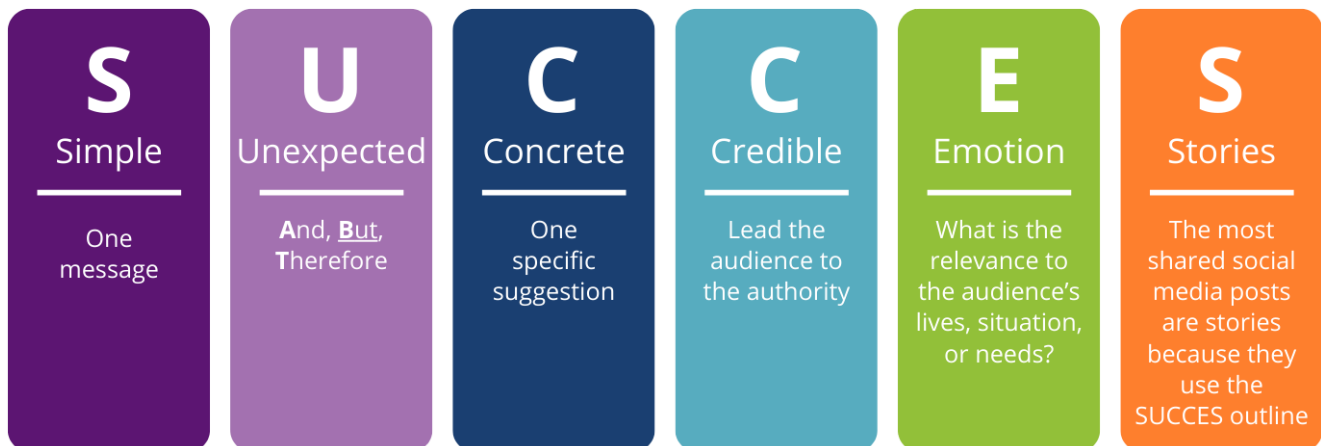 S
Simple
One
message
U
Unexpected
And, But,
Therefore
C
Concrete
One
specific
suggestion
C
Credible
Lead the
audience to
the authority
E
Emotion
What is the
relevance to
the audience’s
lives, situation,
or needs?
S
Stories
The most
shared social
media posts
are stories
because they
use the
SUCCES outline